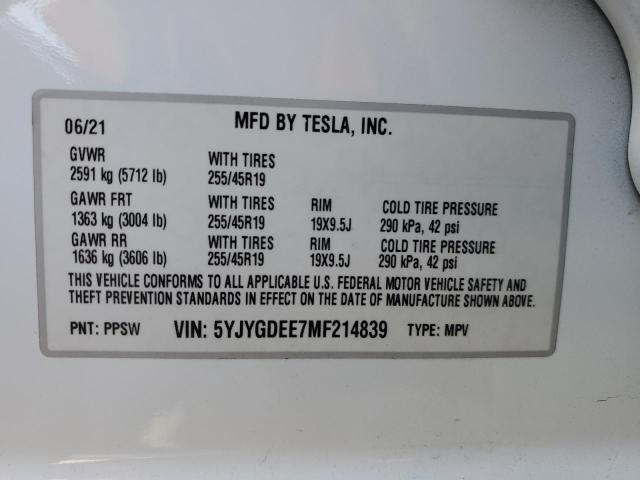 06/21 MFD BY TESLA, INC.
GVWR WITH TIRES
2591 kg (5712 lb) 255/45R19
GAWR FRT WITH TIRES RIM COLD TIRE PRESSURE
1363 kg (3004 lb) 255/45R19 19X9.5J 290 kPa, 42 psi
GAWR RR WITH TIRES RIM COLD TIRE PRESSURE
1636 kg (3606 lb) 255/45R19 19X9.5J 290 kPa, 42 psi
THIS VEHICLE CONFORMS TO ALL APPLICABLE U.S. FEDERAL MOTOR VEHICLE SAFETY AND
THEFT PREVENTION STANDARDS IN EFFECT ON THE DATE OF MANUFACTURE SHOWN ABOVE.
PNT: PPSW VIN: 5YJYGDEE7MF214839 TYPE: MPV